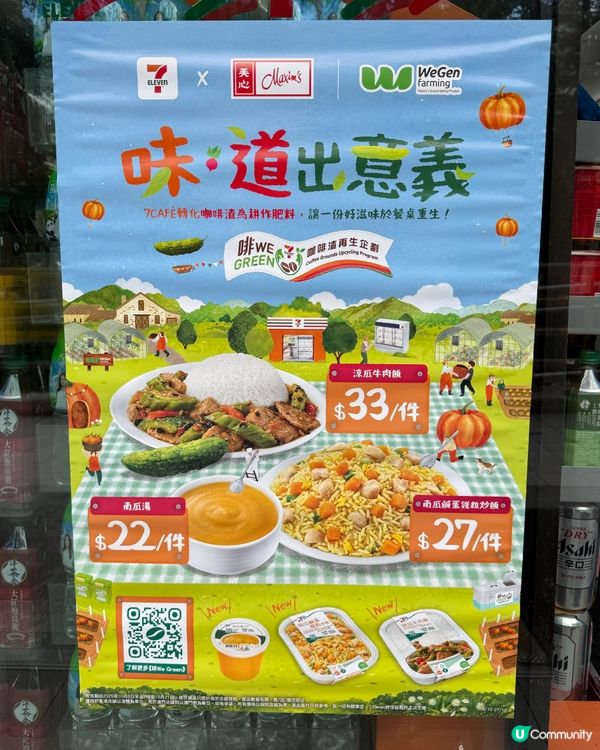 7
ELEVEN
X
美心
Maxim's
WeGen
farming
味·道出意義
7CAFÉ轉化咖啡渣為耕作肥料，讓一份好滋味於餐桌重生！
啡WE
GREEN
咖啡渣再生企劃
Coffee Grounds Upcycling Program
涼瓜牛肉飯
$33/件
南瓜湯
$22/件
南瓜鹹蛋雞粒炒飯
$27/件
New
New
New
了解更多《啡We Green》
DRY
Asahi
辛口
U Community